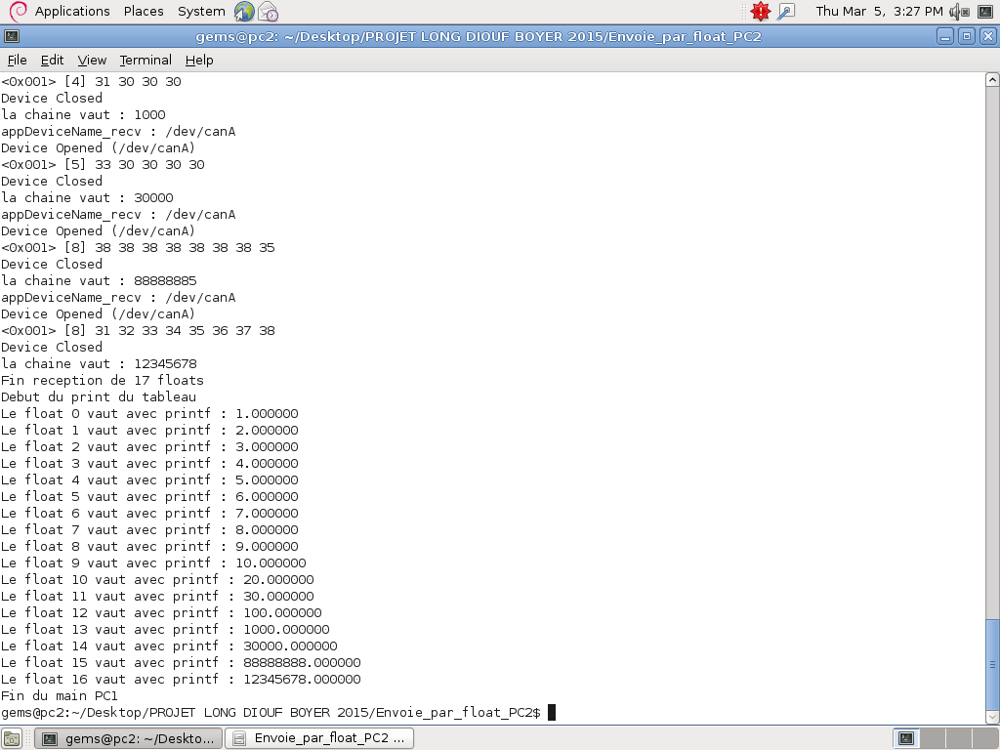 Applications Places System Thu Mar 5, 3:27 PM
gems@pc2: ~/Desktop/PROJET LONG DIOUF BOYER 2015/Envoie_par_float_PC2
File Edit View Terminal Help
<0x001> [4] 31 30 30 30
Device Closed
la chaine vaut : 1000
appDeviceName_recv : /dev/canA
Device Opened (/dev/canA)
<0x001> [5] 33 30 30 30 30
Device Closed
la chaine vaut : 30000
appDeviceName_recv : /dev/canA
Device Opened (/dev/canA)
<0x001> [8] 38 38 38 38 38 38 38 35
Device Closed
la chaine vaut : 88888885
appDeviceName_recv : /dev/canA
Device Opened (/dev/canA)
<0x001> [8] 31 32 33 34 35 36 37 38
Device Closed
la chaine vaut : 12345678
Fin reception de 17 floats
Debut du print du tableau
Le float 0 vaut avec printf : 1.000000
Le float 1 vaut avec printf : 2.000000
Le float 2 vaut avec printf : 3.000000
Le float 3 vaut avec printf : 4.000000
Le float 4 vaut avec printf : 5.000000
Le float 5 vaut avec printf : 6.000000
Le float 6 vaut avec printf : 7.000000
Le float 7 vaut avec printf : 8.000000
Le float 8 vaut avec printf : 9.000000
Le float 9 vaut avec printf : 10.000000
Le float 10 vaut avec printf : 20.000000
Le float 11 vaut avec printf : 30.000000
Le float 12 vaut avec printf : 100.000000
Le float 13 vaut avec printf : 1000.000000
Le float 14 vaut avec printf : 30000.000000
Le float 15 vaut avec printf : 88888888.000000
Le float 16 vaut avec printf : 12345678.000000
Fin du main PC1
gems@pc2:~/Desktop/PROJET LONG DIOUF BOYER 2015/Envoie_par_float_PC2$
gems@pc2: ~/Deskto... Envoie_par_float_PC2 ...